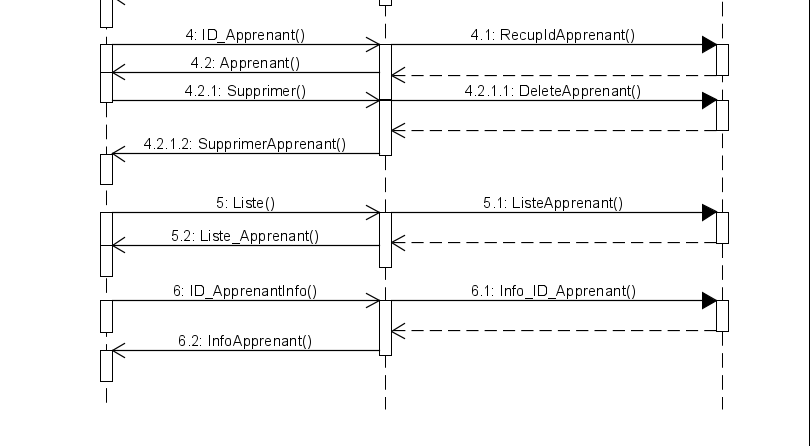 4: ID_Apprenant()
4.1: RecupIdApprenant()
4.2: Apprenant()
4.2.1: Supprimer()
4.2.1.1: DeleteApprenant()
4.2.1.2: SupprimerApprenant()
5: Liste()
5.1: ListeApprenant()
5.2: Liste_Apprenant()
6: ID_ApprenantInfo()
6.1: Info_ID_Apprenant()
6.2: InfoApprenant()